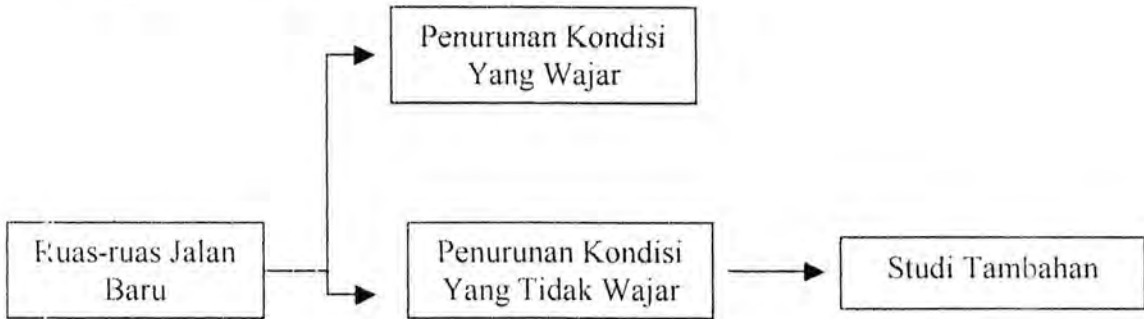 Penurunan Kondisi
Yang Wajar
Ruas-ruas Jalan
Baru
Penurunan Kondisi
Yang Tidak Wajar
Studi Tambahan